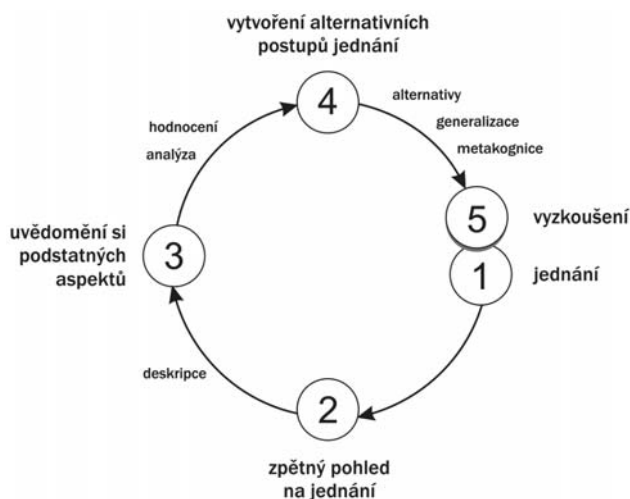 vytvoření alternativních
postupů jednání
4
alternativy
generalizace
metakognice
hodnocení
analýza
5
vyzkoušení
uvědomění si
podstatných
aspektů
3
1
jednání
deskripce
2
zpětný pohled
na jednání